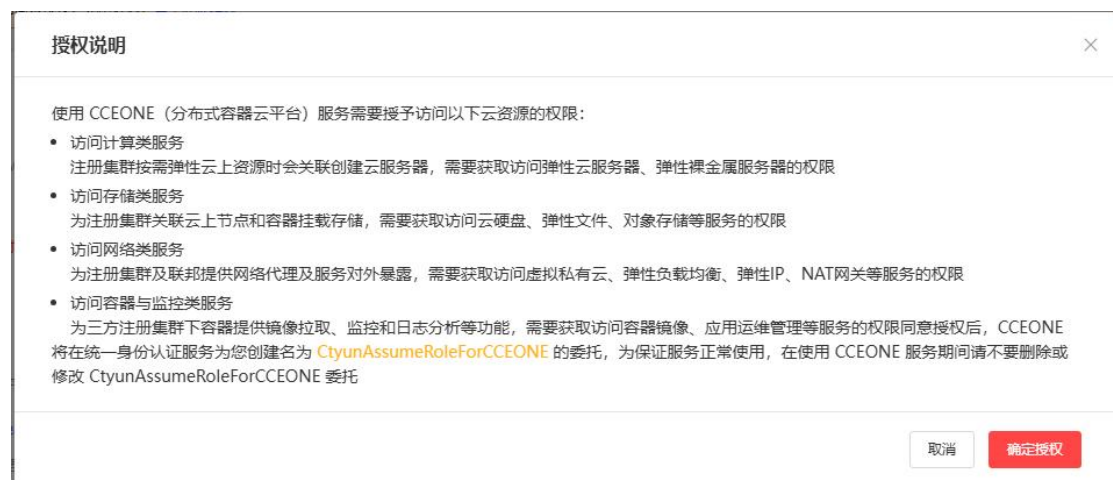 授权说明
使用 CCEONE（分布式容器云平台）服务需要授予访问以下云资源的权限：
• 访问计算类服务
注册集群按需弹性云上资源时会关联创建云服务器，需要获取访问弹性云服务器、弹性裸金属服务器的权限
• 访问存储类服务
为注册集群关联云上节点和容器挂载存储，需要获取访问云硬盘、弹性文件、对象存储等服务的权限
• 访问网络类服务
为注册集群及联邦提供网络代理及服务对外暴露，需要获取访问虚拟私有云、弹性负载均衡、弹性IP、NAT网关等服务的权限
• 访问容器与监控类服务
为三方注册集群下容器提供镜像拉取、监控和日志分析等功能，需要获取访问容器镜像、应用运维管理等服务的权限同意授权后，CCEONE
将在统一身份认证服务为您创建名为 CtyunAssumeRoleForCCEONE 的委托，为保证服务正常使用，在使用 CCEONE 服务期间请不要删除或
修改 CtyunAssumeRoleForCCEONE 委托
取消 确定授权